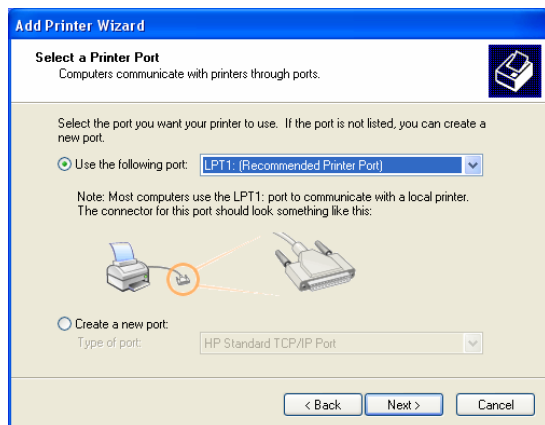 Add Printer Wizard
Select a Printer Port
Computers communicate with printers through ports.
Select the port you want your printer to use. If the port is not listed, you can create a
new port.
Use the following port: LPT1: (Recommended Printer Port)
Note: Most computers use the LPT1: port to communicate with a local printer.
The connector for this port should look something like this:
Create a new port:
Type of port: HP Standard TCP/IP Port
< Back Next > Cancel